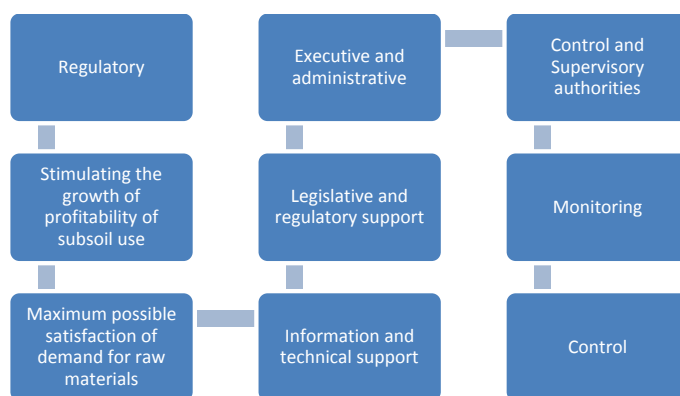 Regulatory
Stimulating the
growth of
profitability of
subsoil use
Maximum possible
satisfaction of
demand for raw
materials
Information and
technical support
Legislative and
regulatory support
Executive and
administrative
Control and
Supervisory
authorities
Monitoring
Control